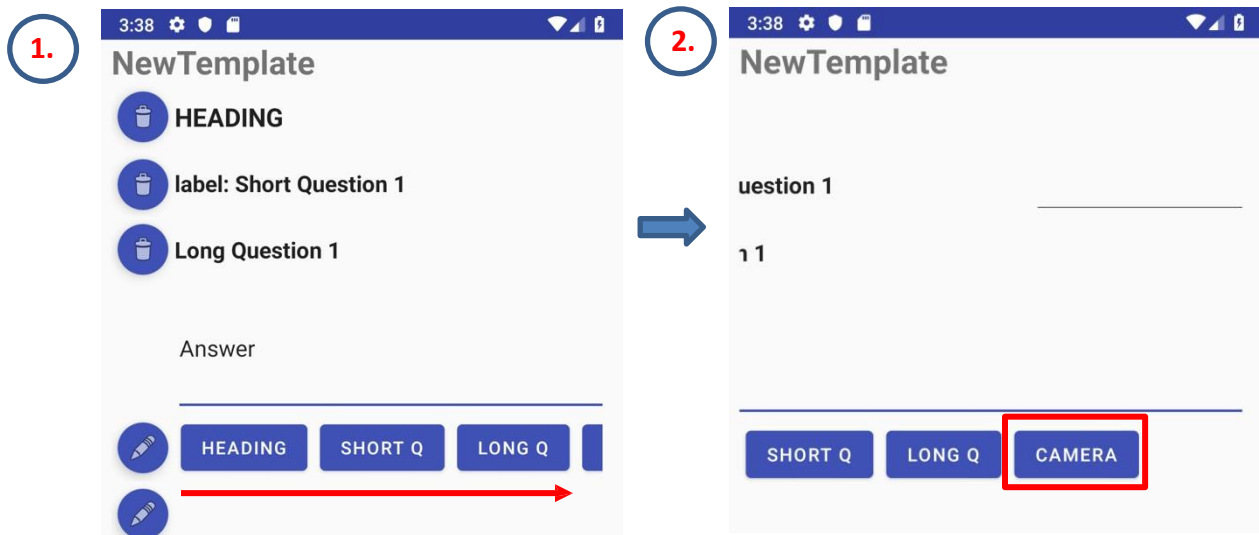 1.
3:38
NewTemplate
HEADING
label: Short Question 1
Long Question 1
Answer
HEADING SHORT Q LONG Q
2.
3:38
NewTemplate
uestion 1
n 1
SHORT Q LONG Q CAMERA